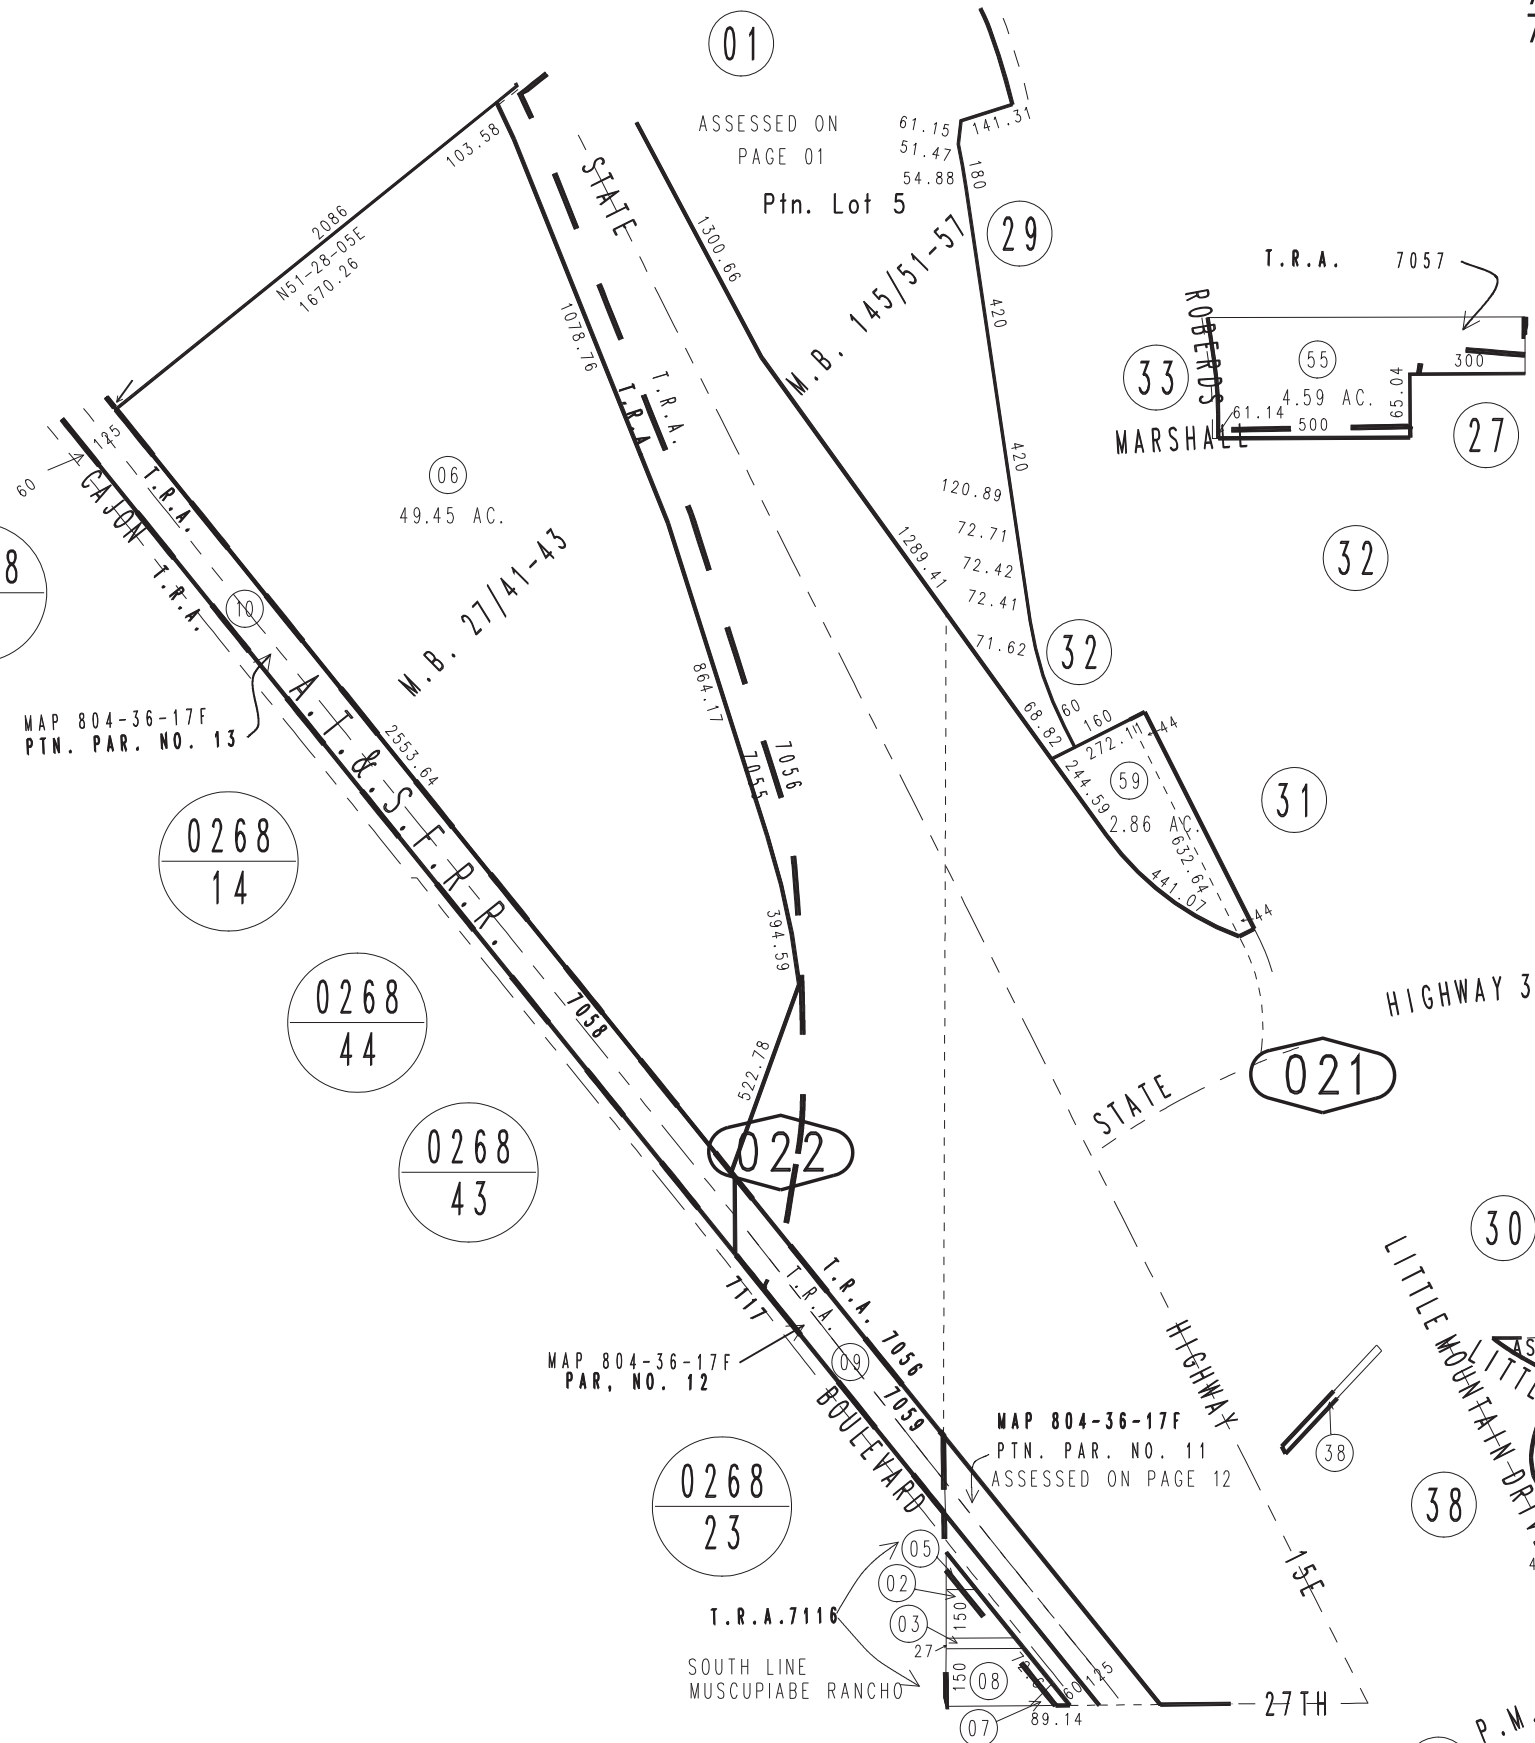 01
ASSESSED ON
PAGE 01
Ptn. Lot 5
61.15
51.47
54.88
141.31
180
29
103.58
2086
N51-28-05E
1670.26
STATE
1300.66
M.B. 145/51-57
420
420
T.R.A. 7057
ROBERDS
33
55
4.59 AC.
300
65.04
61.14
500
MARSHALL
27
32
1078.76
T.R.A.
T.R.A
125
60
CAJON
T.R.A.
T.R.A.
06
49.45 AC.
M.B. 27/41-43
10
8
120.89
72.71
72.42
72.41
71.62
1289.41
32
68.82
60
160
272.11
44
59
2.86 AC.
244.59
632.64
441.07
44
31
MAP 804-36-17F
PTN. PAR. NO. 13
A.T.&.S.F.R.R.
2553.64
864.17
7055
7056
394.59
522.78
0268
14
0268
44
0268
43
7058
022
HIGHWAY 3
021
STATE
30
7117
T.R.A.
T.R.A. 7056
MAP 804-36-17F
PAR, NO. 12
09
7059
BOULEVARD
HIGHWAY
LITTLE MOUNTAIN DRIV
AS
LITTL
38
38
MAP 804-36-17F
PTN. PAR. NO. 11
ASSESSED ON PAGE 12
0268
23
05
02
150
03
27
T.R.A.7116
SOUTH LINE
MUSCUPIABE RANCHO
150
08
60
125
07
89.14
15E
27TH
P.M.